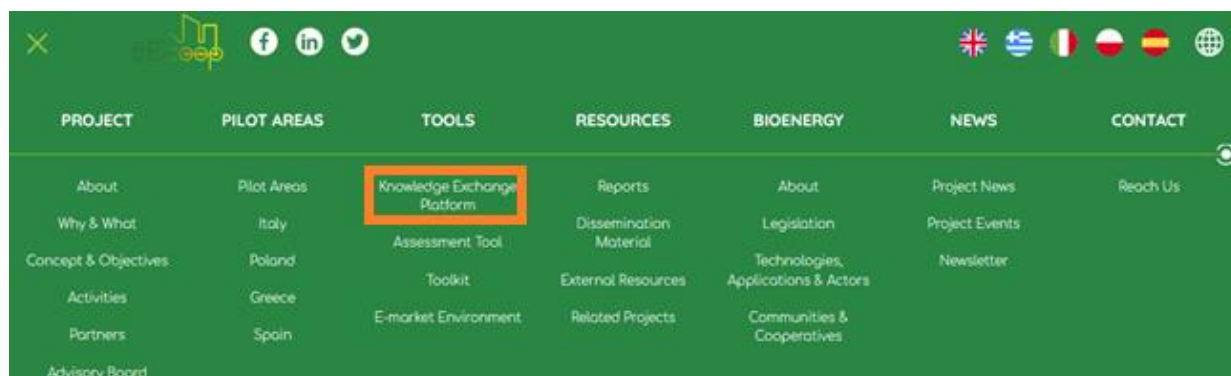 PROJECT
PILOT AREAS
TOOLS
RESOURCES
BIOENERGY
NEWS
CONTACT
About
Why & What
Concept & Objectives
Activities
Partners
Advisory Board
Pilot Areas
Italy
Poland
Greece
Spain
Knowledge Exchange
Platform
Assessment Tool
Toolkit
E-market Environment
Reports
Dissemination
Material
External Resources
Related Projects
About
Legislation
Technologies,
Applications & Actors
Communities &
Cooperatives
Project News
Project Events
Newsletter
Reach Us